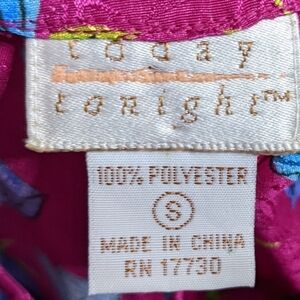 today
tonight™
100% POLYESTER
S
MADE IN CHINA
RN 17730